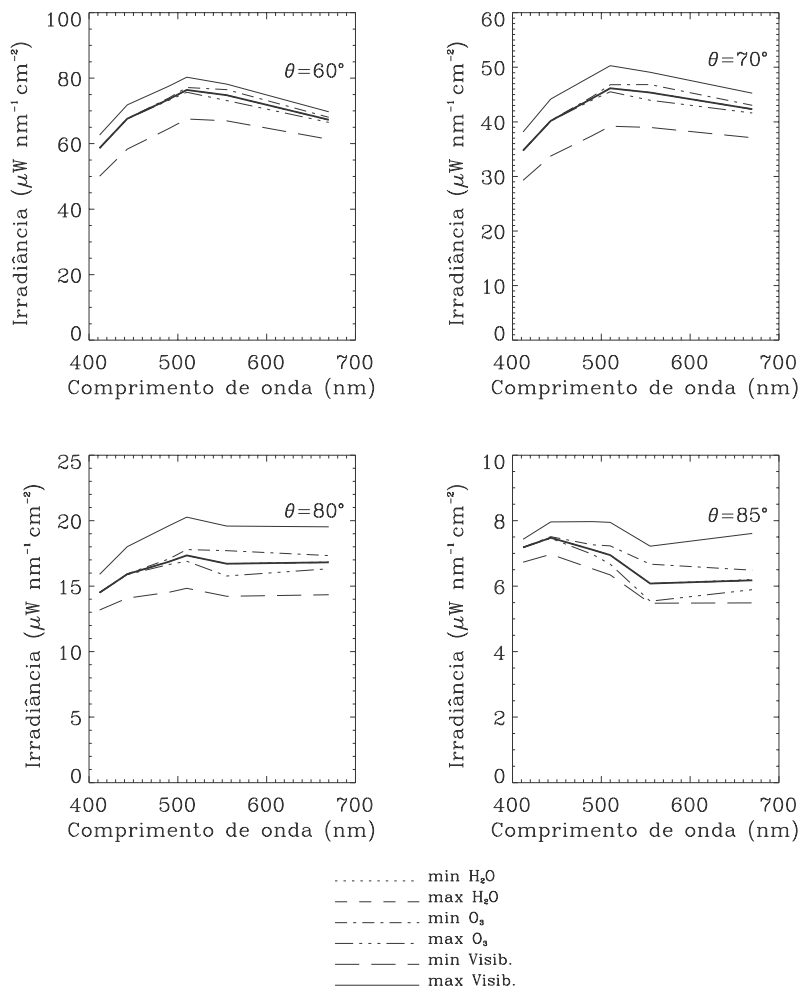 100
80
60
40
20
0
Irradiância (μW nm⁻¹ cm⁻²)
θ=60°
400 500 600 700
Comprimento de onda (nm)
60
50
40
30
20
10
0
Irradiância (μW nm⁻¹ cm⁻²)
θ=70°
400 500 600 700
Comprimento de onda (nm)
25
20
15
10
5
0
Irradiância (μW nm⁻¹ cm⁻²)
θ=80°
400 500 600 700
Comprimento de onda (nm)
10
8
6
4
2
0
Irradiância (μW nm⁻¹ cm⁻²)
θ=85°
400 500 600 700
Comprimento de onda (nm)
min H₂O
max H₂O
min O₃
max O₃
min Visib.
max Visib.